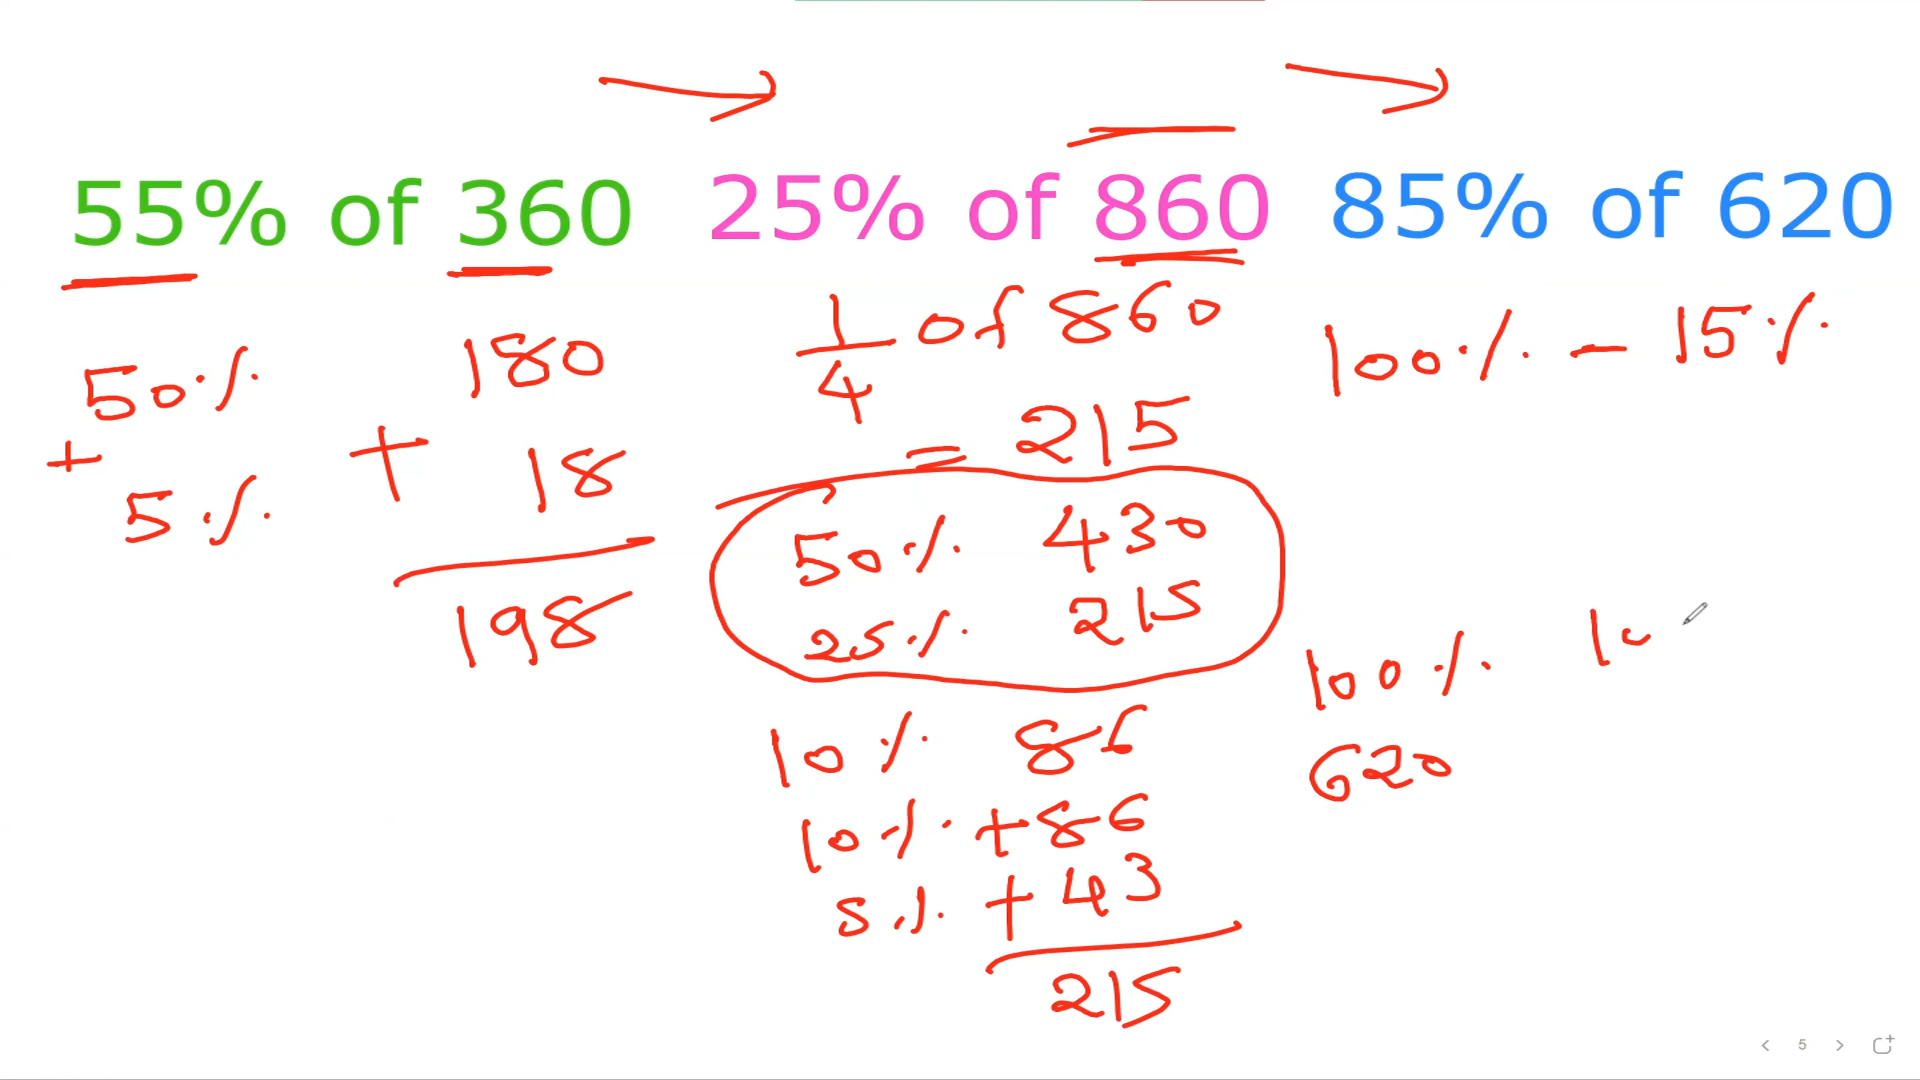 55% of 360
25% of 860
85% of 620
50%
+
5%
180
+ 18
198
1/4 of 860
= 215
50% 430
25% 215
10% 86
10% +86
5% + 43
215
100% - 15%
100% 10
620
5